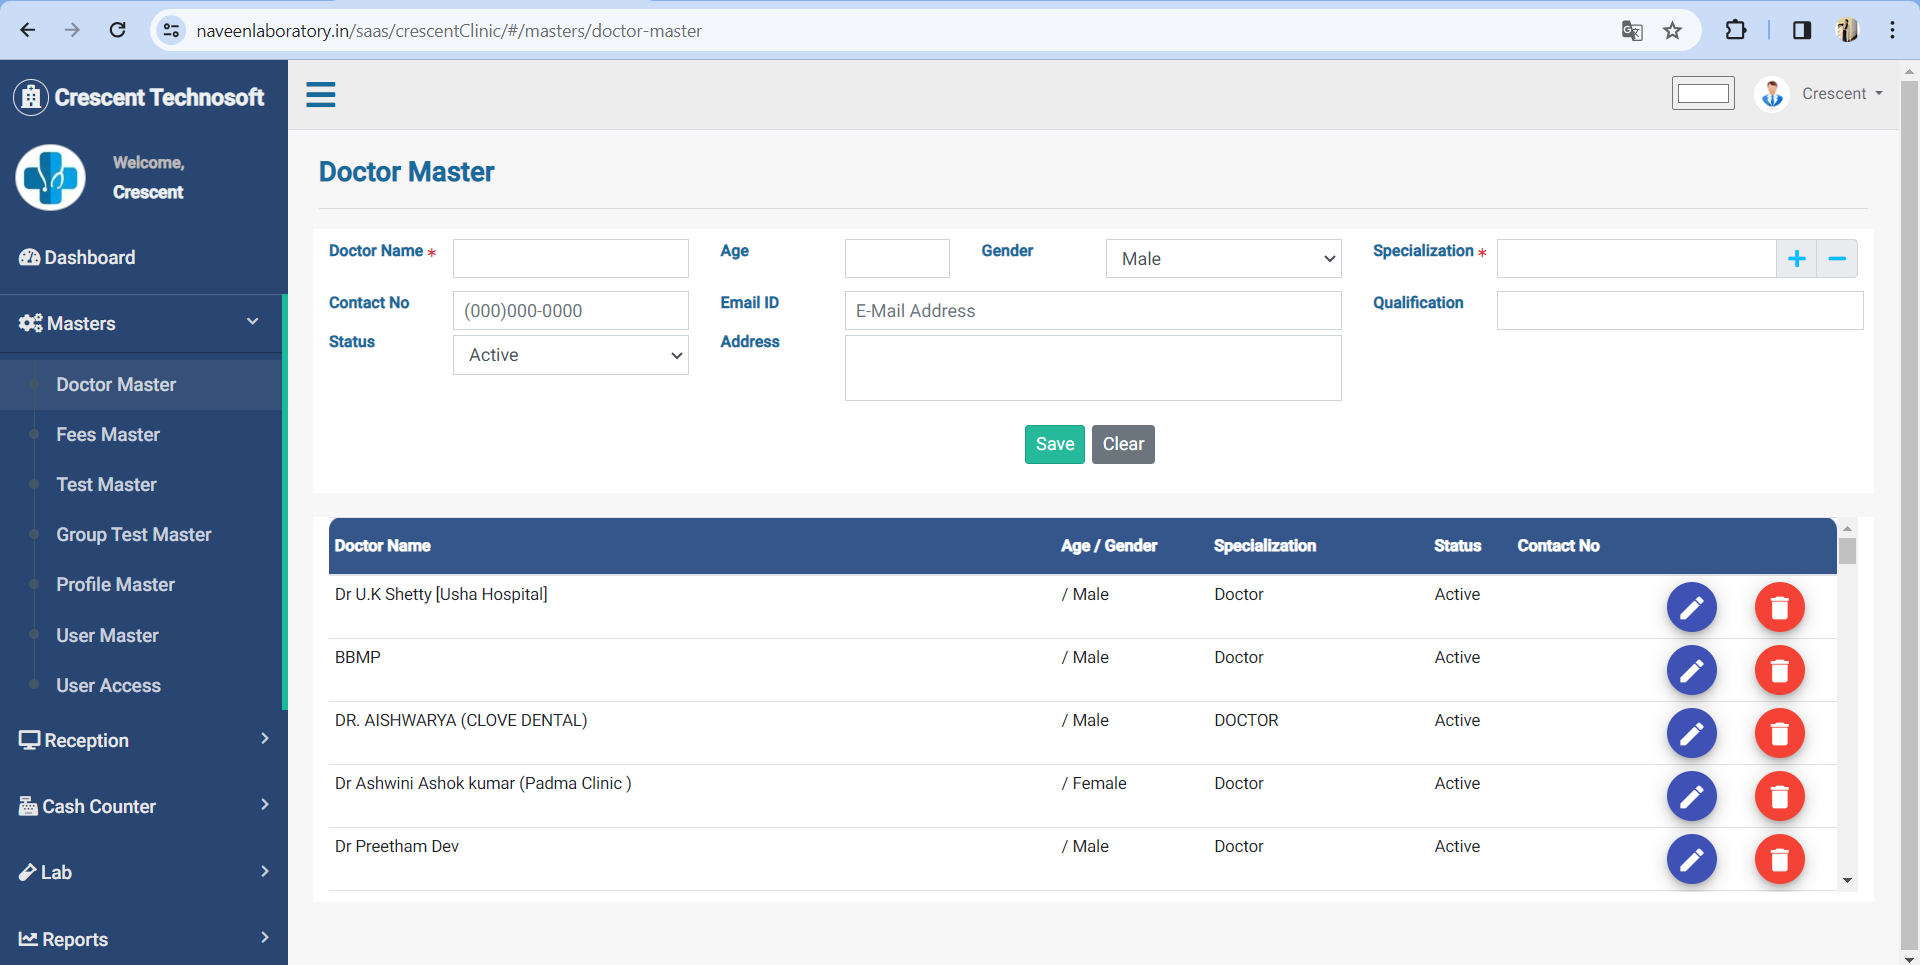 naveenlaboratory.in/saas/crescentClinic/#/masters/doctor-master
Crescent Technosoft
Crescent
Welcome,
Crescent
Doctor Master
Dashboard
Doctor Name *
Age
Gender
Male
Specialization *
Contact No
(000)000-0000
Email ID
E-Mail Address
Qualification
Masters
Status
Active
Address
Doctor Master
Fees Master
Save
Clear
Test Master
Group Test Master
Profile Master
User Master
User Access
Reception
Cash Counter
Lab
Reports
Doctor Name Age / Gender Specialization Status Contact No
Dr U.K Shetty [Usha Hospital] / Male Doctor Active
BBMP / Male Doctor Active
DR. AISHWARYA (CLOVE DENTAL) / Male DOCTOR Active
Dr Ashwini Ashok kumar (Padma Clinic ) / Female Doctor Active
Dr Preetham Dev / Male Doctor Active